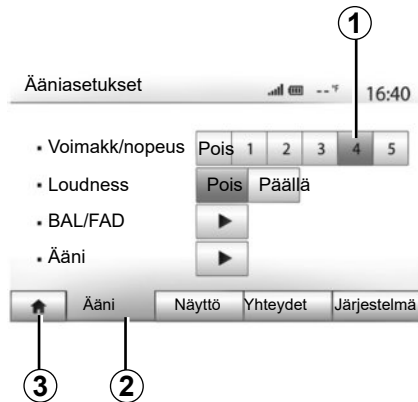 1
Ääniasetukset --°F 16:40
Voimakk/nopeus Pois 1 2 3 4 5
Loudness Pois Päällä
BAL/FAD
Ääni
Ääni Näyttö Yhteydet Järjestelmä
3 2